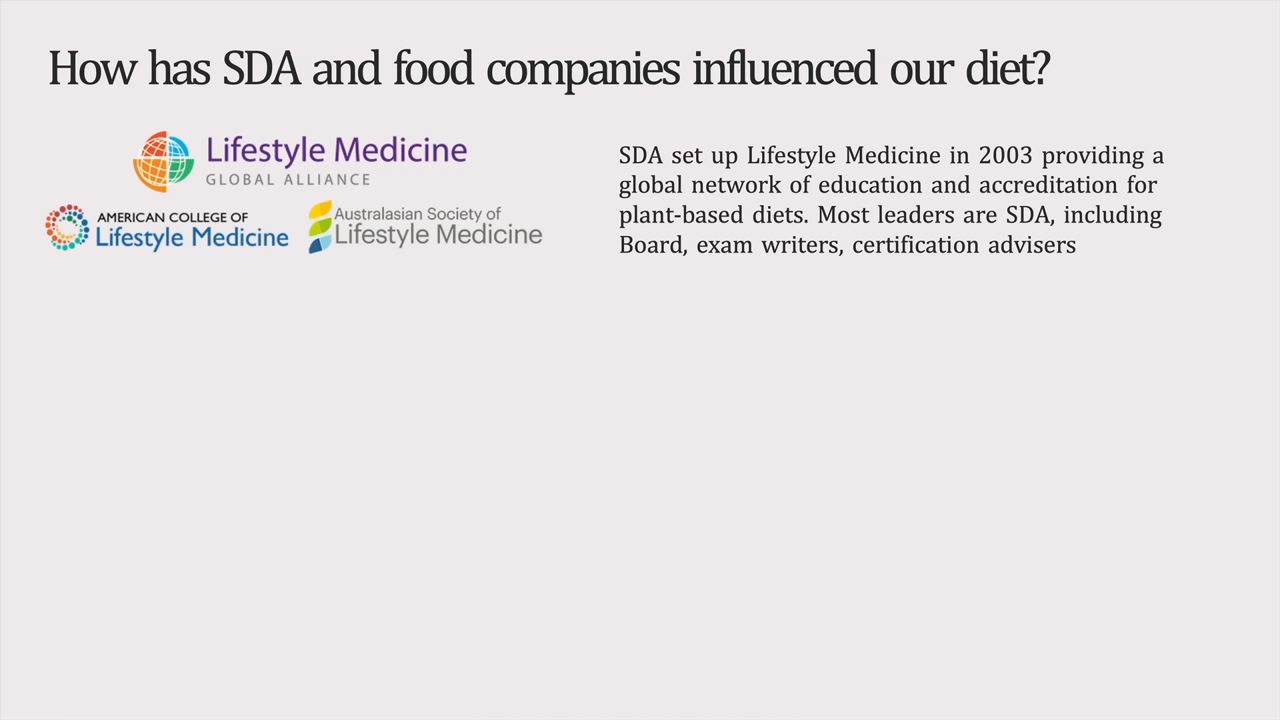 How has SDA and food companies influenced our diet?
Lifestyle Medicine
GLOBAL ALLIANCE
AMERICAN COLLEGE OF
Lifestyle Medicine
Australasian Society of
Lifestyle Medicine
SDA set up Lifestyle Medicine in 2003 providing a
global network of education and accreditation for
plant-based diets. Most leaders are SDA, including
Board, exam writers, certification advisers